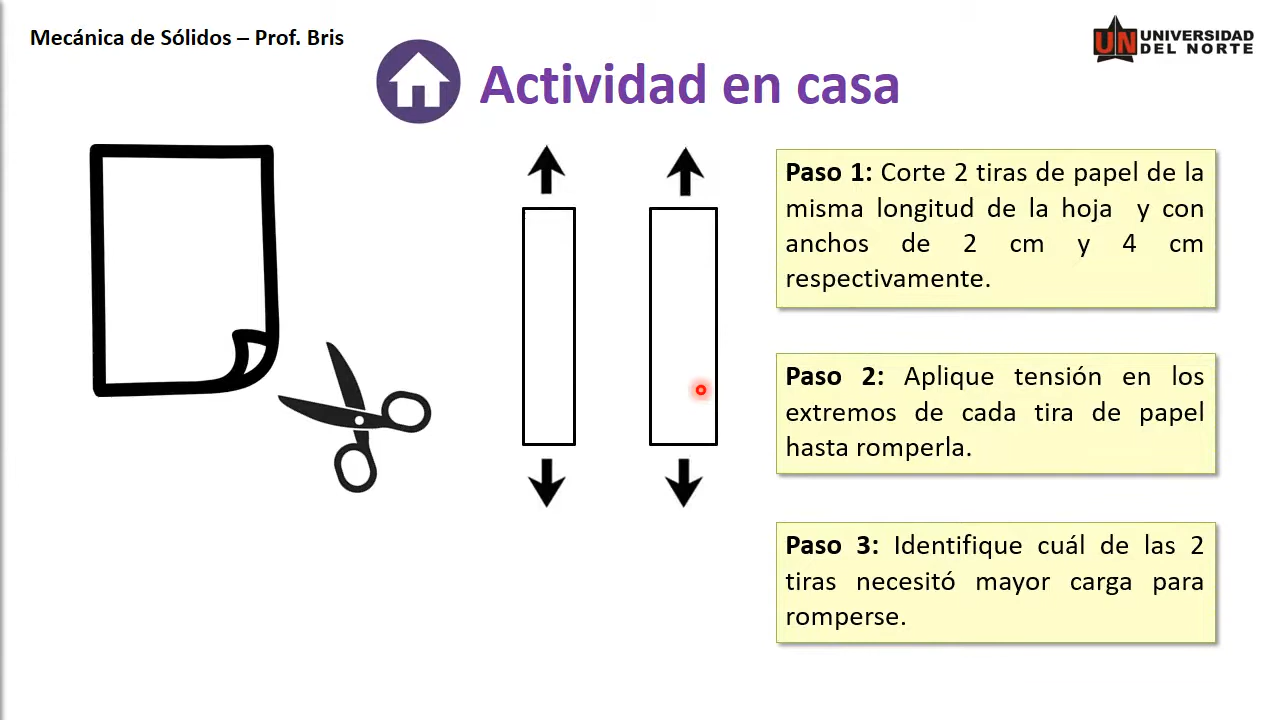 Mecánica de Sólidos – Prof. Bris
UNIVERSIDAD
UN DEL NORTE
Actividad en casa
Paso 1: Corte 2 tiras de papel de la
misma longitud de la hoja y con
anchos de 2 cm y 4 cm
respectivamente.
Paso 2: Aplique tensión en los
extremos de cada tira de papel
hasta romperla.
Paso 3: Identifique cuál de las 2
tiras necesitó mayor carga para
romperse.